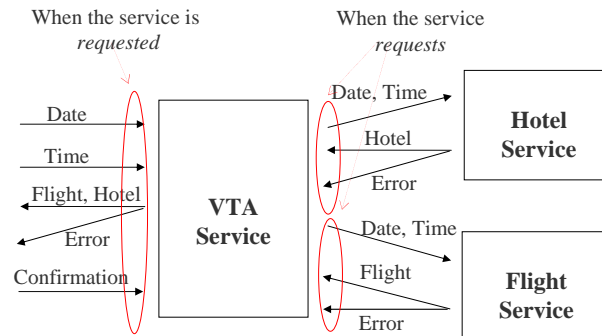 When the service is
requested
When the service
requests
Date
Time
Flight, Hotel
Error
Confirmation
VTA
Service
Date, Time
Hotel
Error
Hotel
Service
Date, Time
Flight
Error
Flight
Service